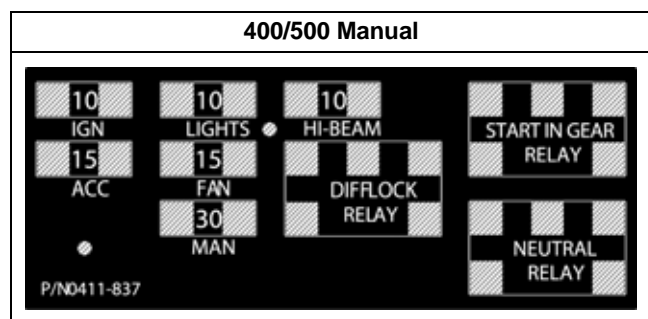 400/500 Manual
10 10 10
IGN LIGHTS HI-BEAM
15 15
ACC FAN
30
MAN
DIFFLOCK
RELAY
START IN GEAR
RELAY
NEUTRAL
RELAY
P/N0411-837